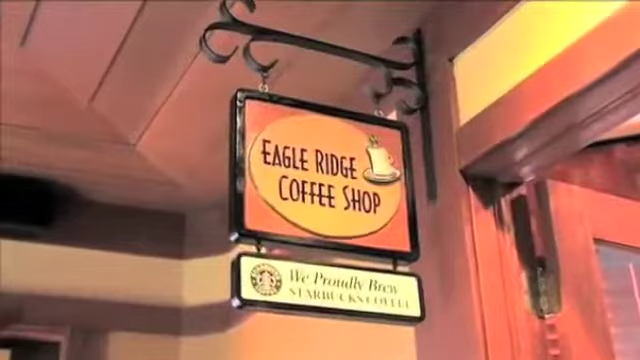 EAGLE RIDGE
COFFEE SHOP
We Proudly Brew
STARBUCKS COFFEE